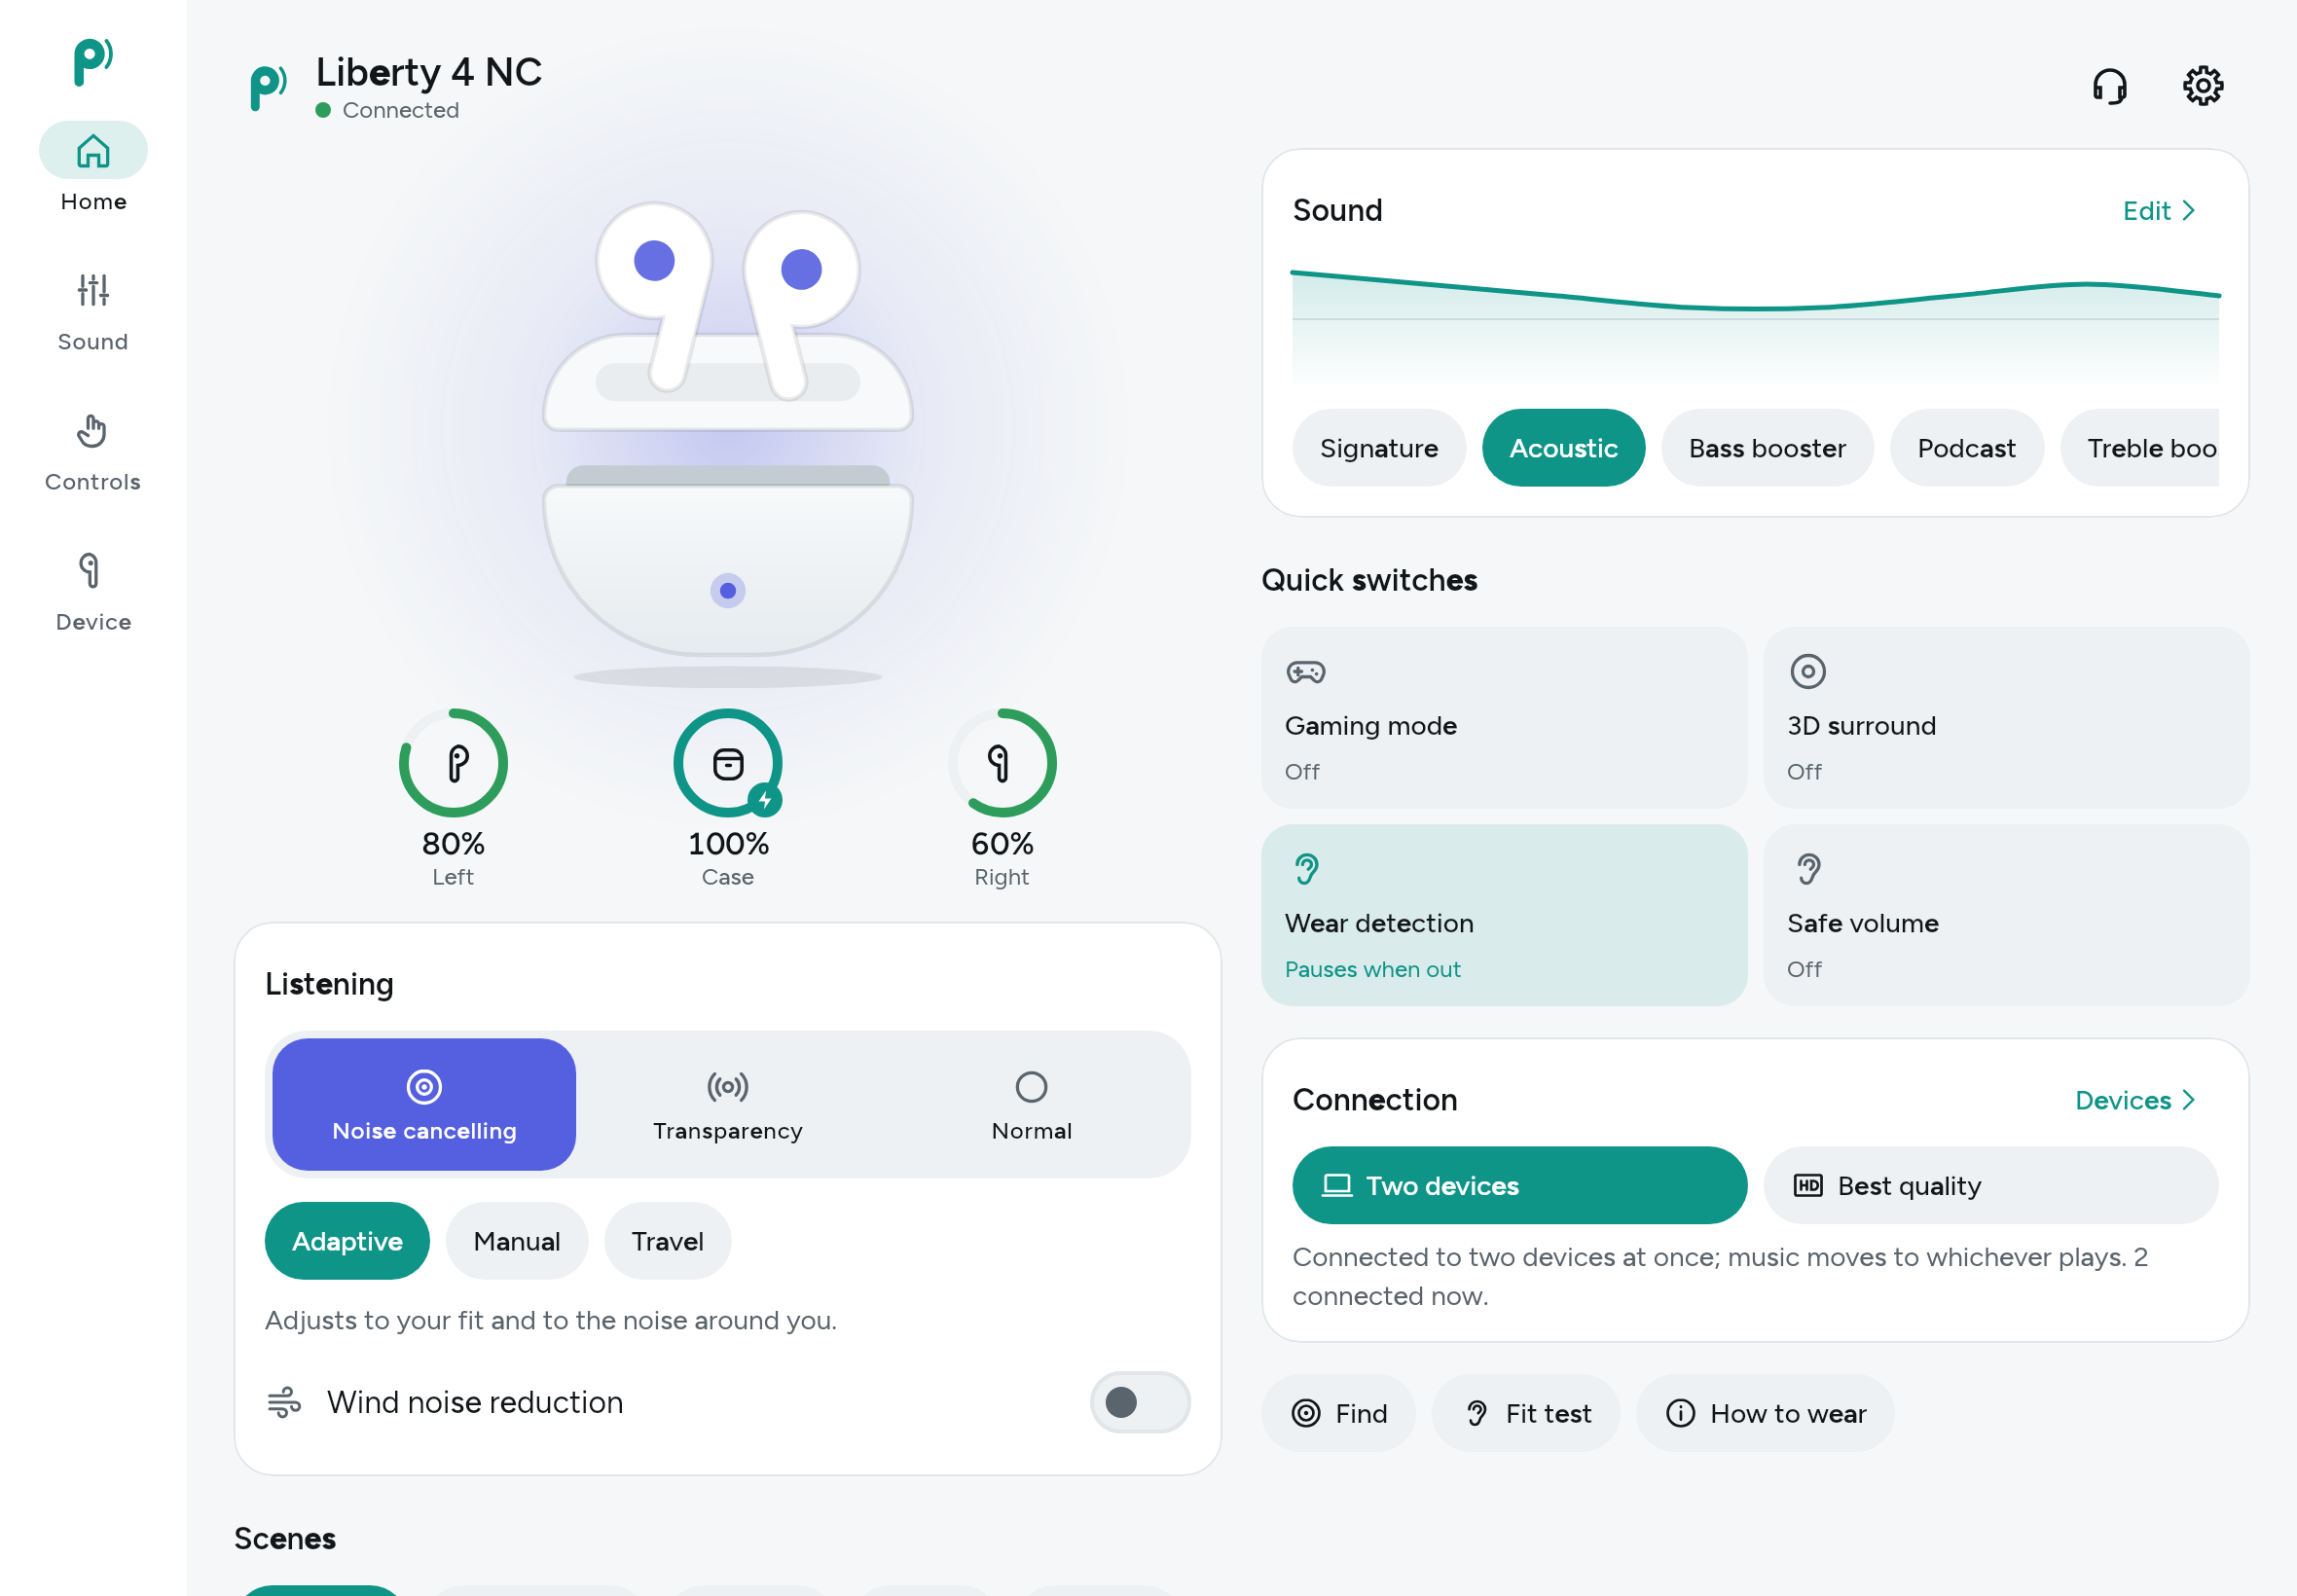 Liberty 4 NC
Connected
Home
Sound
Controls
Device
80%
Left
100%
Case
60%
Right
Listening
Noise cancelling
Transparency
Normal
Adaptive
Manual
Travel
Adjusts to your fit and to the noise around you.
Wind noise reduction
Scenes
Sound
Edit
Signature
Acoustic
Bass booster
Podcast
Treble boo
Quick switches
Gaming mode
Off
3D surround
Off
Wear detection
Pauses when out
Safe volume
Off
Connection
Devices
Two devices
HD
Best quality
Connected to two devices at once; music moves to whichever plays. 2
connected now.
Find
Fit test
How to wear